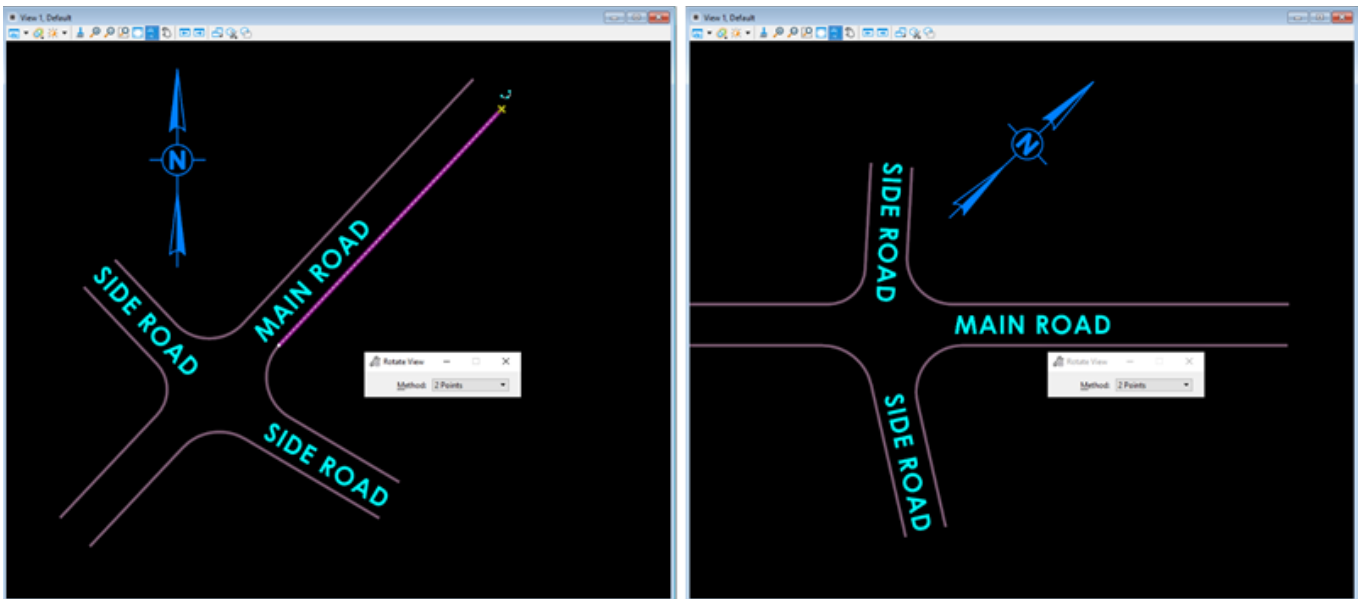 View 1, Default
N
MAIN ROAD
SIDE ROAD
SIDE ROAD
Rotate View
Method: 2 Points
View 1, Default
N
SIDE ROAD
MAIN ROAD
SIDE ROAD
Rotate View
Method: 2 Points